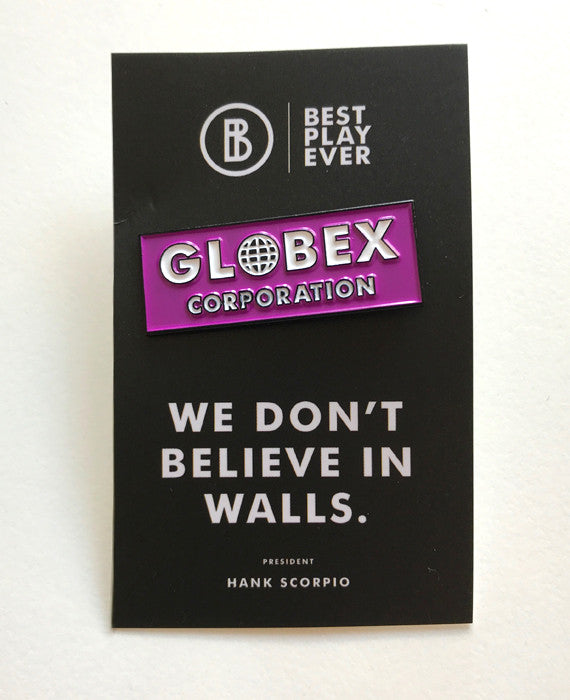 B
BEST
PLAY
EVER
GLOBEX
CORPORATION
WE DON'T
BELIEVE IN
WALLS.
PRESIDENT
HANK SCORPIO